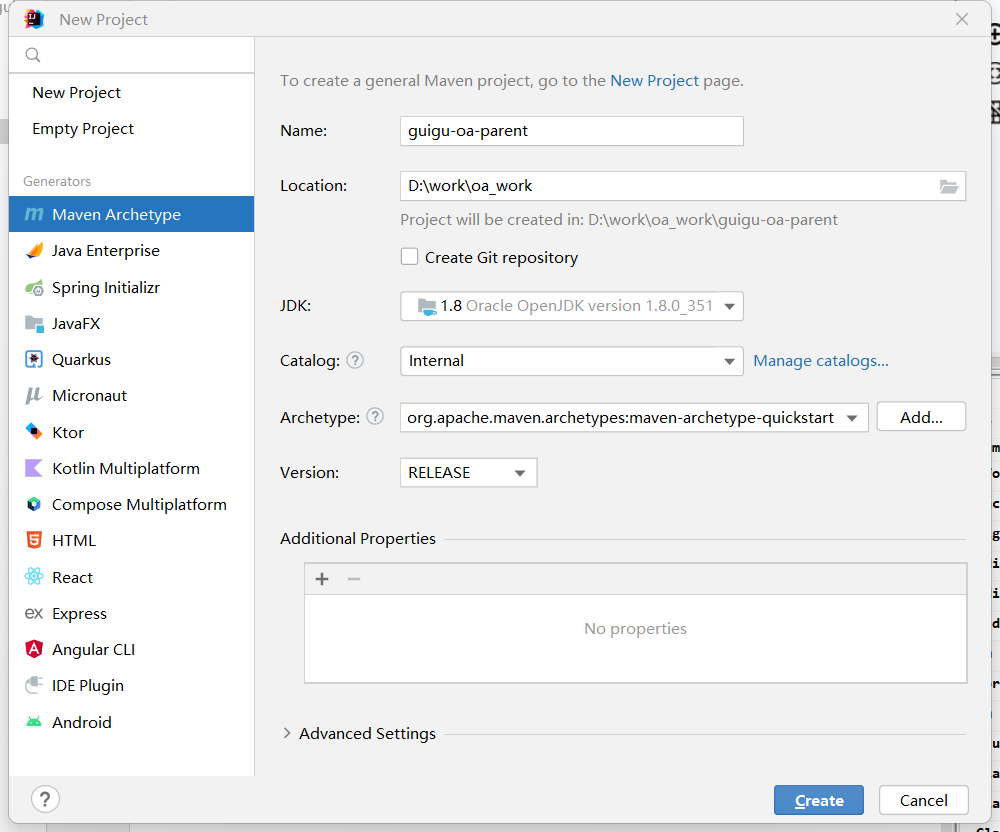 New Project
New Project
Empty Project
Generators
Maven Archetype
Java Enterprise
Spring Initializr
JavaFX
Quarkus
Micronaut
Ktor
Kotlin Multiplatform
Compose Multiplatform
HTML
React
Express
Angular CLI
IDE Plugin
Android
To create a general Maven project, go to the New Project page.
Name: guigu-oa-parent
Location: D:\work\oa_work
Project will be created in: D:\work\oa_work\guigu-oa-parent
Create Git repository
JDK: 1.8 Oracle OpenJDK version 1.8.0_351
Catalog: ? Internal Manage catalogs...
Archetype: ? org.apache.maven.archetypes:maven-archetype-quickstart Add...
Version: RELEASE
Additional Properties
+ −
No properties
Advanced Settings
? Create Cancel